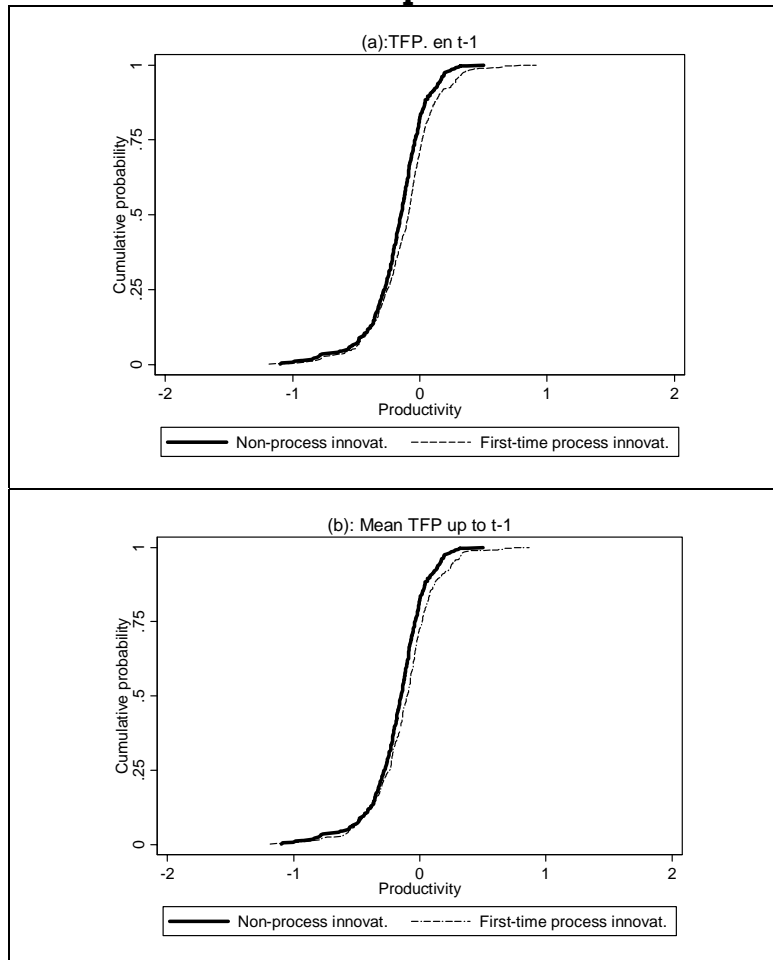 (a):TFP. en t-1
Cumulative probability
1
.75
.5
.25
0
-2
-1
0
1
2
Productivity
Non-process innovat.
First-time process innovat.
(b): Mean TFP up to t-1
Cumulative probability
1
.75
.5
.25
0
-2
-1
0
1
2
Productivity
Non-process innovat.
First-time process innovat.